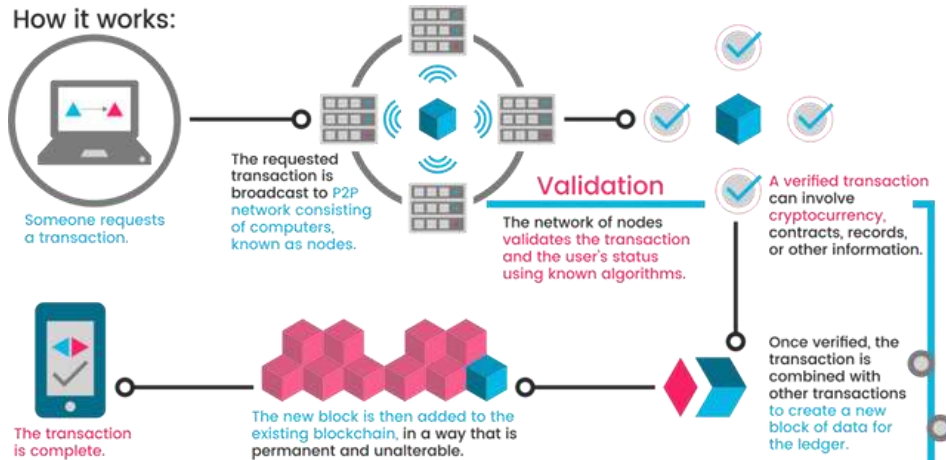 How it works:
Someone requests
a transaction.
The requested
transaction is
broadcast to P2P
network consisting
of computers,
known as nodes.
Validation
The network of nodes
validates the transaction
and the user's status
using known algorithms.
A verified transaction
can involve
cryptocurrency,
contracts, records,
or other information.
Once verified, the
transaction is
combined with
other transactions
to create a new
block of data for
the ledger.
The new block is then added to the
existing blockchain, in a way that is
permanent and unalterable.
The transaction
is complete.